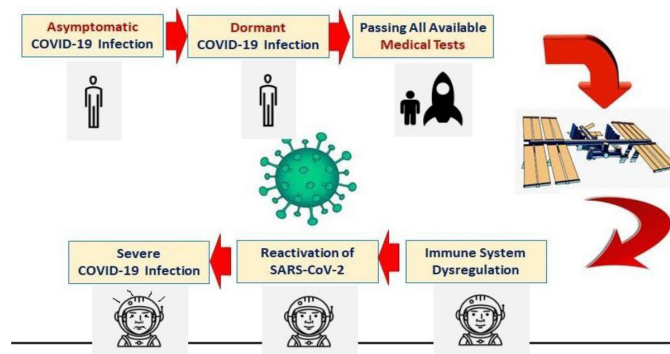 Asymptomatic
COVID-19 Infection
Dormant
COVID-19 Infection
Passing All Available
Medical Tests
Severe
COVID-19 Infection
Reactivation of
SARS-CoV-2
Immune System
Dysregulation